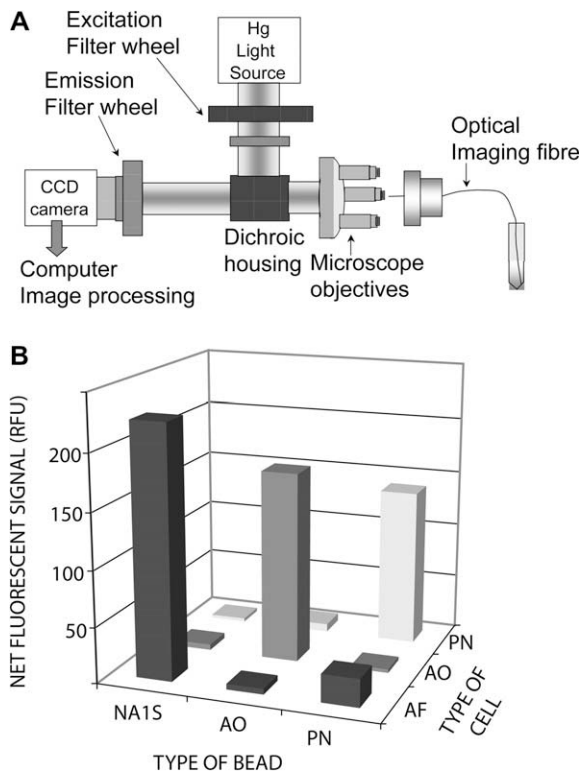 A
Excitation
Filter wheel
Hg
Light
Source
Emission
Filter wheel
Optical
Imaging fibre
CCD
camera
Dichroic
housing
Microscope
objectives
Computer
Image processing
B
NET FLUORESCENT SIGNAL (RFU)
200
150
100
50
NA1S
AO
PN
TYPE OF BEAD
AF
AO
PN
TYPE OF
CELL